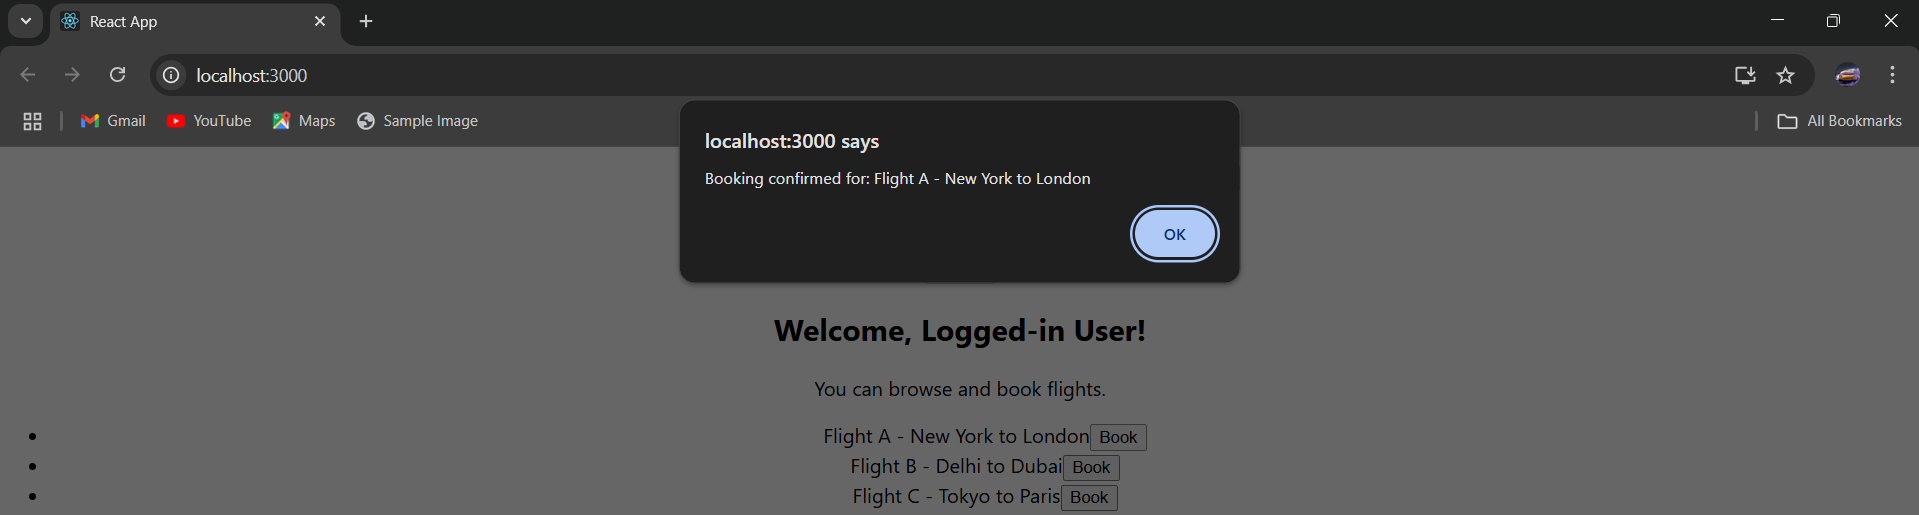 React App
localhost:3000
Gmail YouTube Maps Sample Image All Bookmarks
localhost:3000 says
Booking confirmed for: Flight A - New York to London
OK
Welcome, Logged-in User!
You can browse and book flights.
Flight A - New York to London Book
Flight B - Delhi to Dubai Book
Flight C - Tokyo to Paris Book